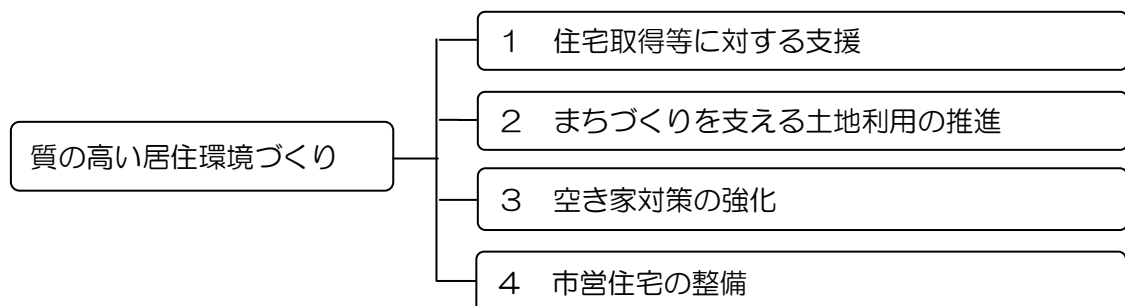 質の高い居住環境づくり
１　住宅取得等に対する支援
２　まちづくりを支える土地利用の推進
３　空き家対策の強化
４　市営住宅の整備